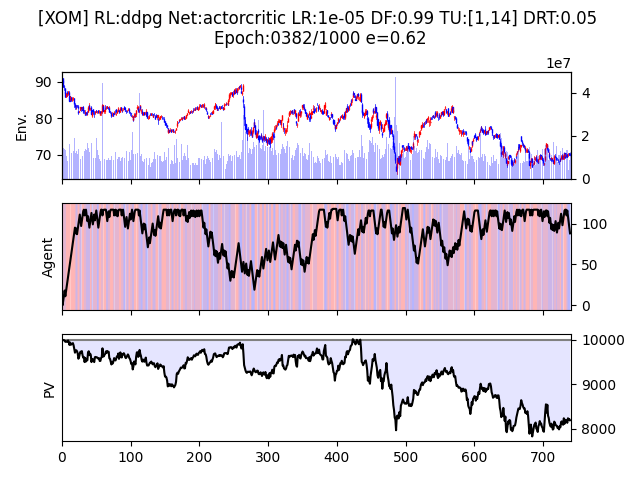 [XOM] RL:ddpg Net:actorcritic LR:1e-05 DF:0.99 TU:[1,14] DRT:0.05
Epoch:0382/1000 e=0.62
1e7
90
80
70
Env.
4
2
0
Agent
100
50
0
PV
10000
9000
8000
0 100 200 300 400 500 600 700